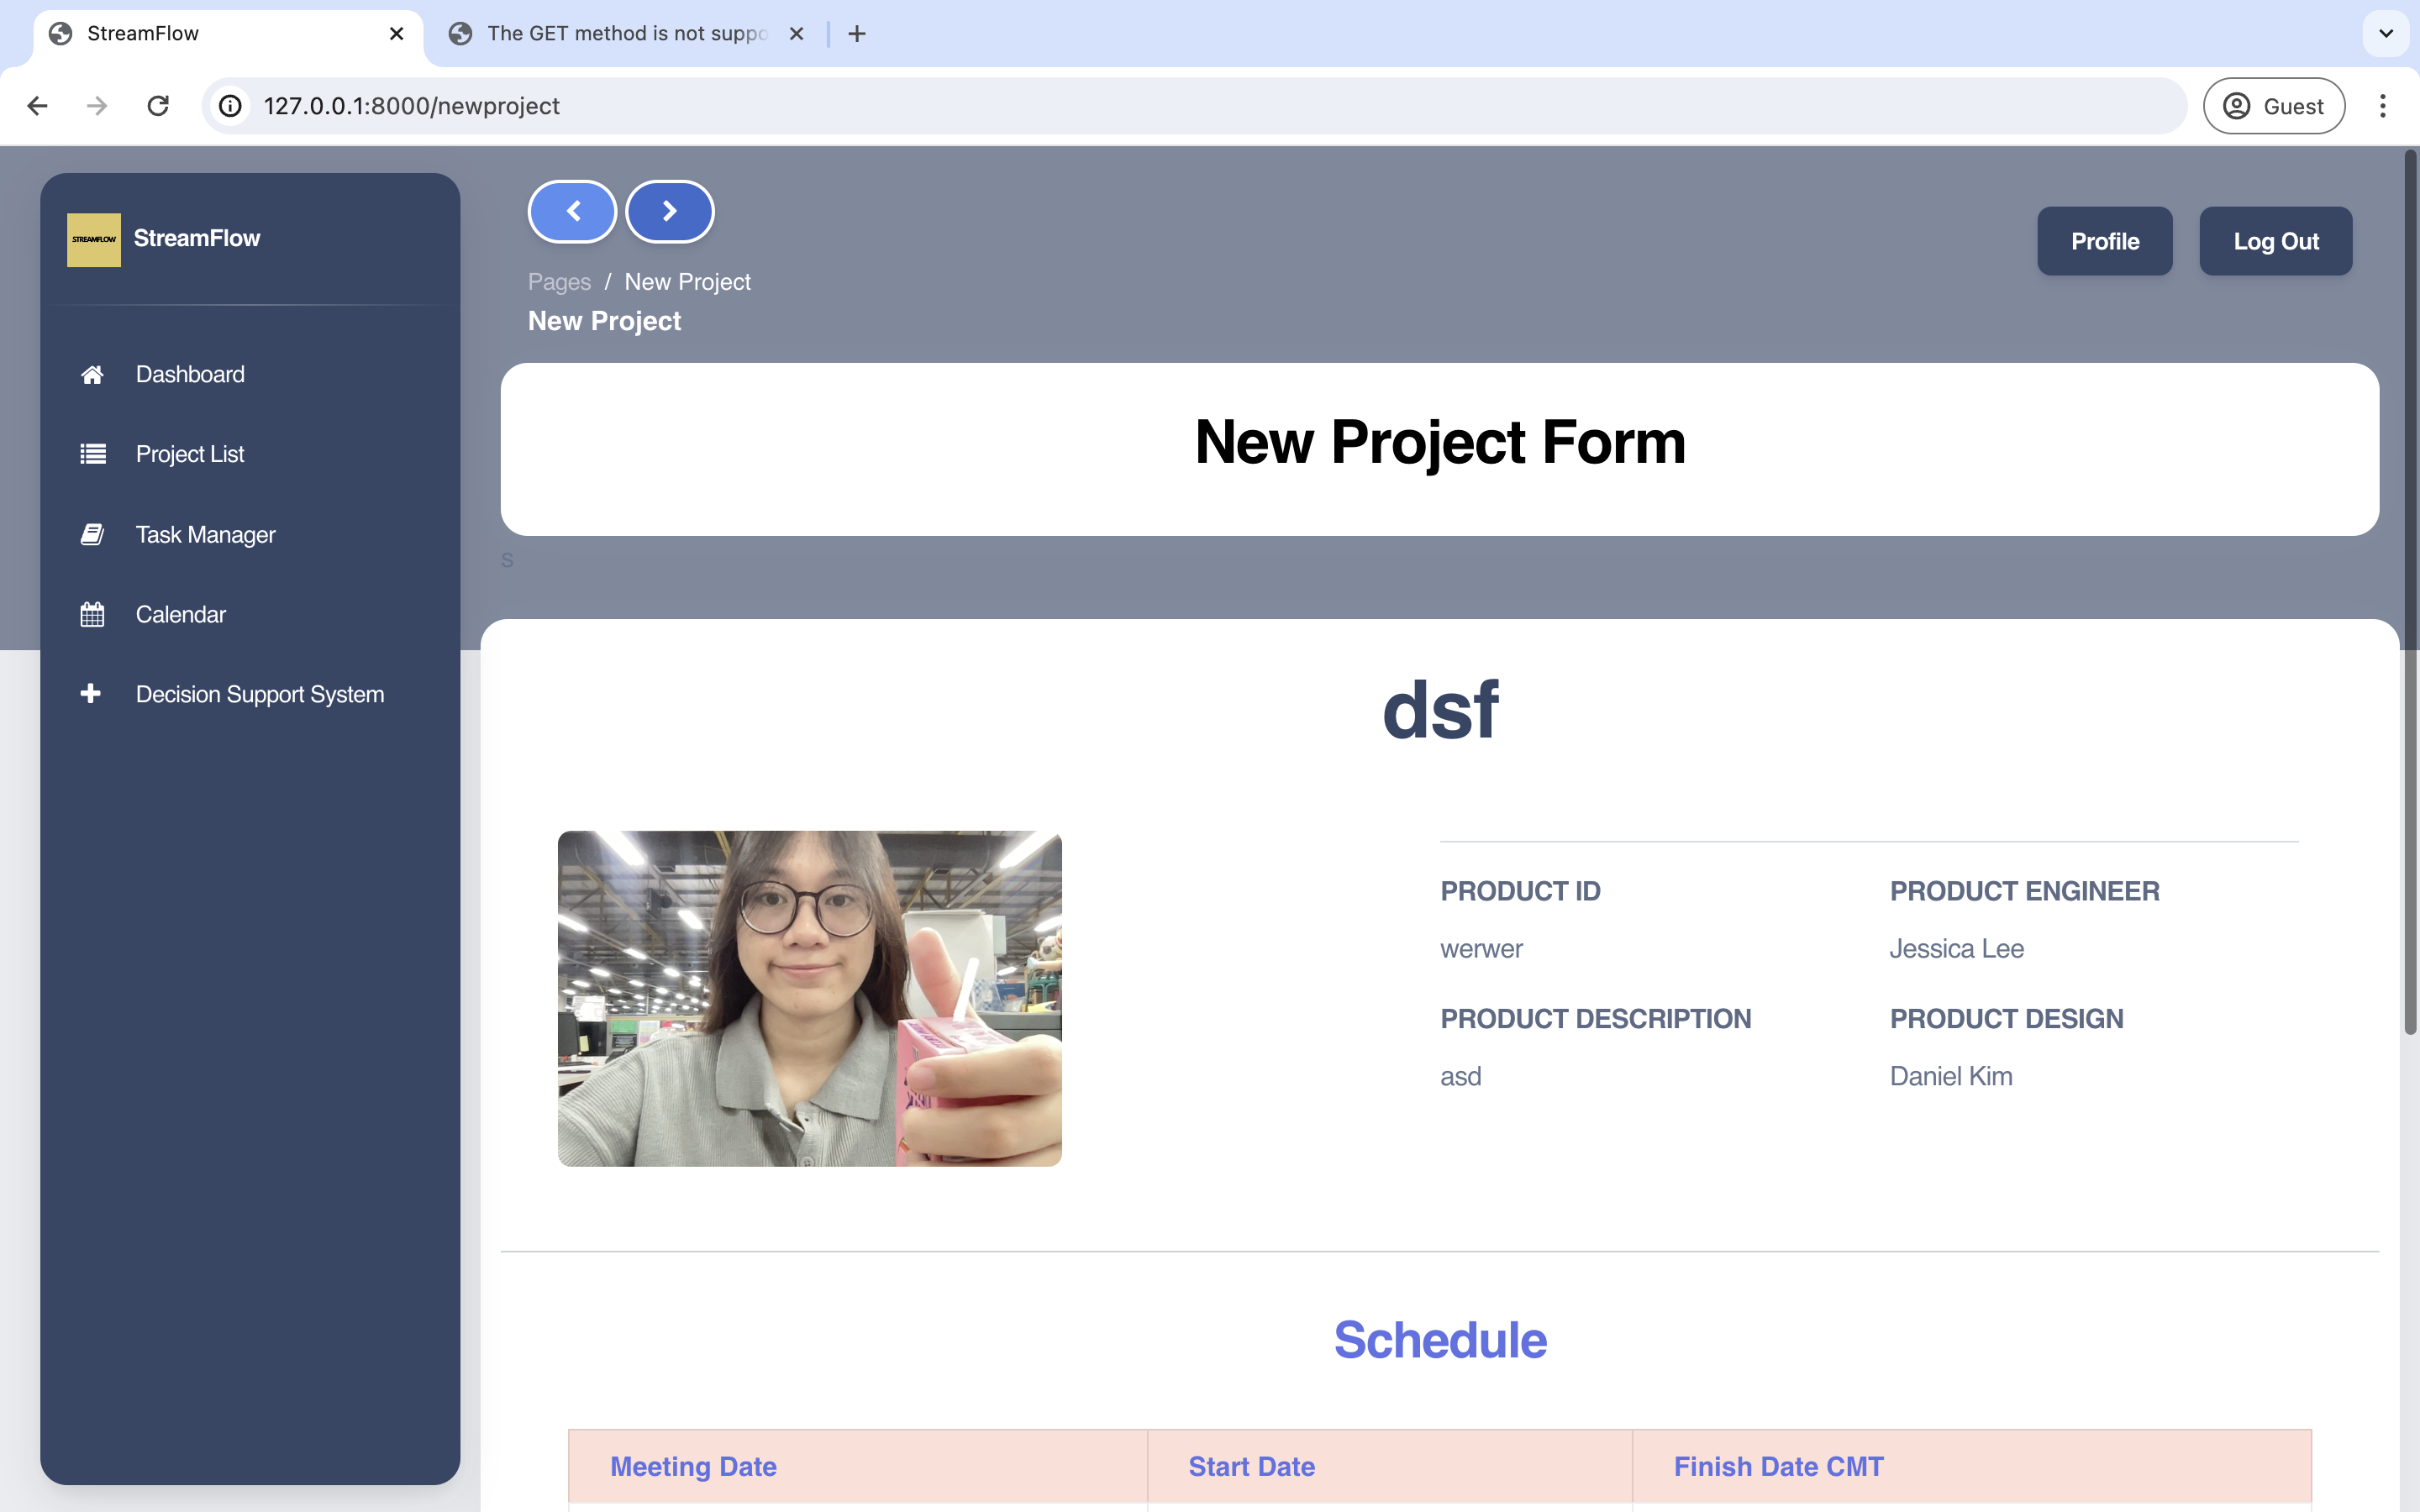 StreamFlow
The GET method is not suppo
127.0.0.1:8000/newproject
Guest
STREAMFLOW
StreamFlow
Dashboard
Project List
Task Manager
Calendar
Decision Support System
Pages / New Project
New Project
Profile
Log Out
New Project Form
s
dsf
PRODUCT ID
PRODUCT ENGINEER
werwer
Jessica Lee
PRODUCT DESCRIPTION
PRODUCT DESIGN
asd
Daniel Kim
Schedule
Meeting Date
Start Date
Finish Date CMT